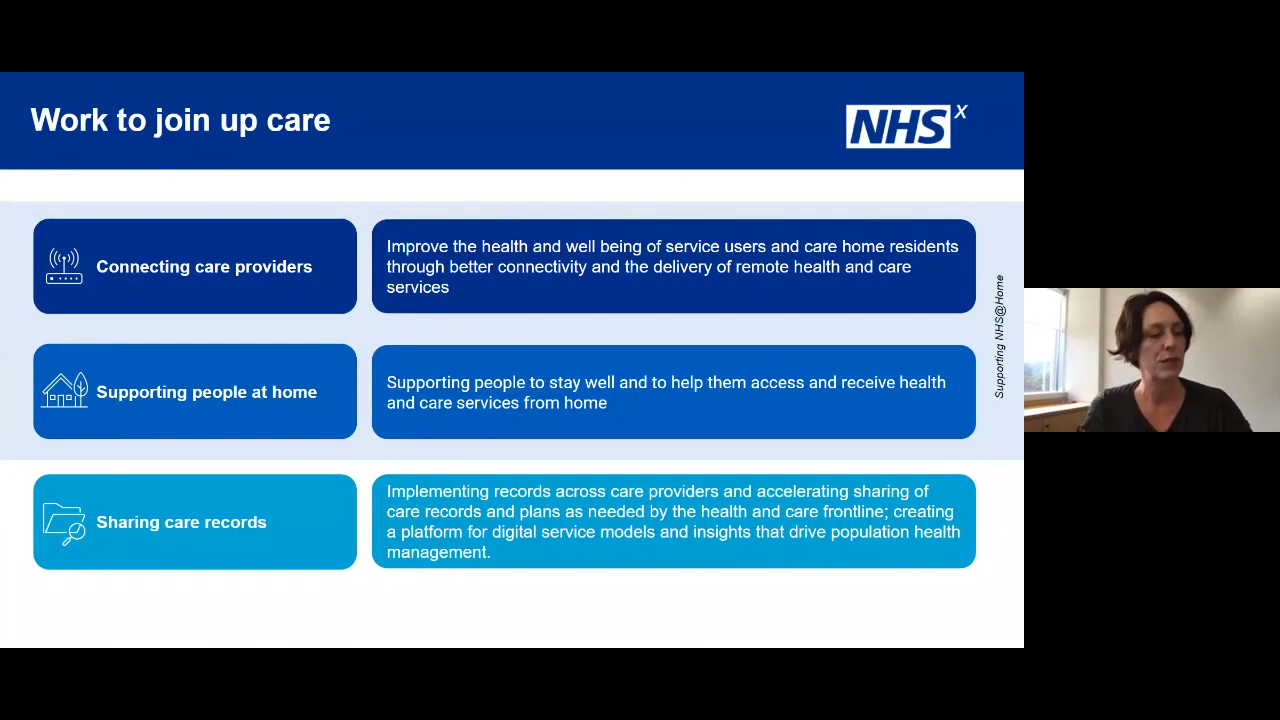 Work to join up care
NHS X
Connecting care providers
Improve the health and well being of service users and care home residents
through better connectivity and the delivery of remote health and care
services
Supporting people at home
Supporting people to stay well and to help them access and receive health
and care services from home
Supporting NHS@Home
Sharing care records
Implementing records across care providers and accelerating sharing of
care records and plans as needed by the health and care frontline; creating
a platform for digital service models and insights that drive population health
management.